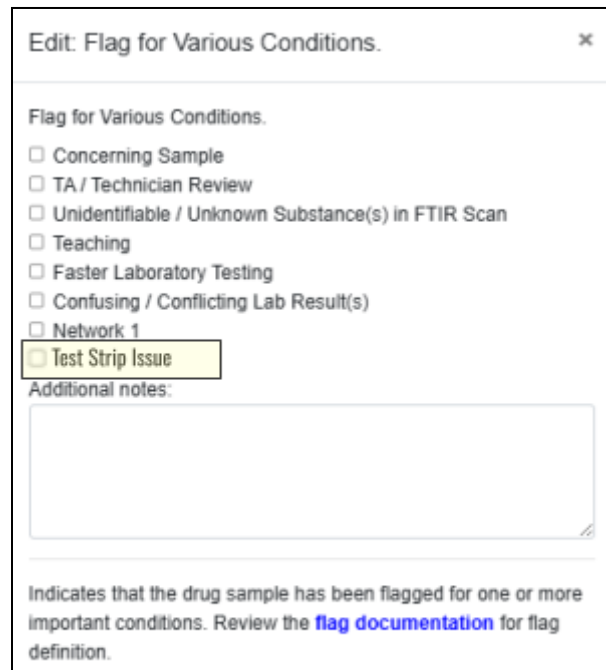 Edit: Flag for Various Conditions. ×
Flag for Various Conditions.
Concerning Sample
TA / Technician Review
Unidentifiable / Unknown Substance(s) in FTIR Scan
Teaching
Faster Laboratory Testing
Confusing / Conflicting Lab Result(s)
Network 1
Test Strip Issue
Additional notes:
Indicates that the drug sample has been flagged for one or more
important conditions. Review the flag documentation for flag
definition.